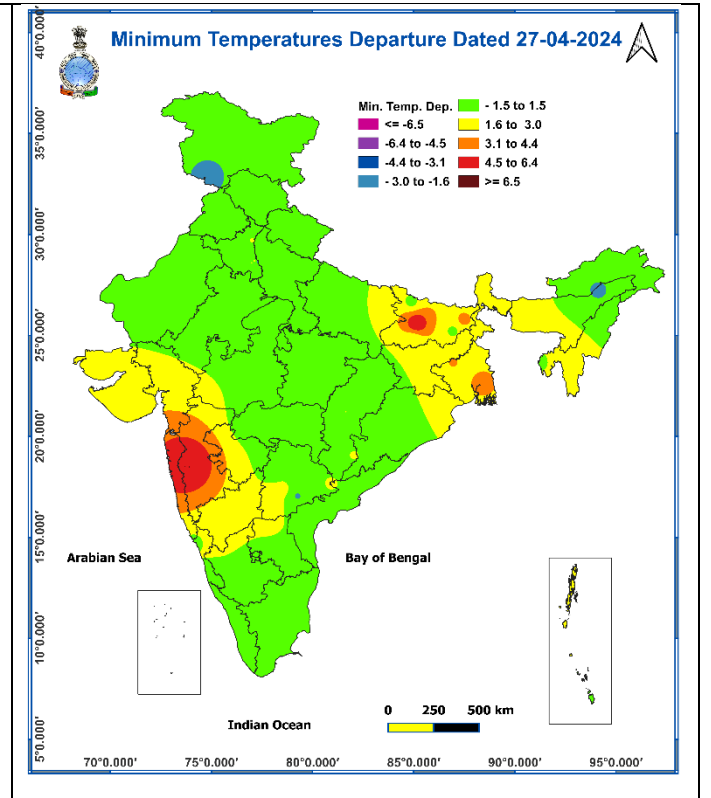 Minimum Temperatures Departure Dated 27-04-2024
Min. Temp. Dep.
<= -6.5
-6.4 to -4.5
-4.4 to -3.1
- 3.0 to -1.6
- 1.5 to 1.5
1.6 to 3.0
3.1 to 4.4
4.5 to 6.4
>= 6.5
40°0.000'
35°0.000'
30°0.000'
25°0.000'
20°0.000'
15°0.000'
10°0.000'
5°0.000'
Arabian Sea
Bay of Bengal
Indian Ocean
0 250 500 km
70°0.000' 75°0.000' 80°0.000' 85°0.000' 90°0.000' 95°0.000'